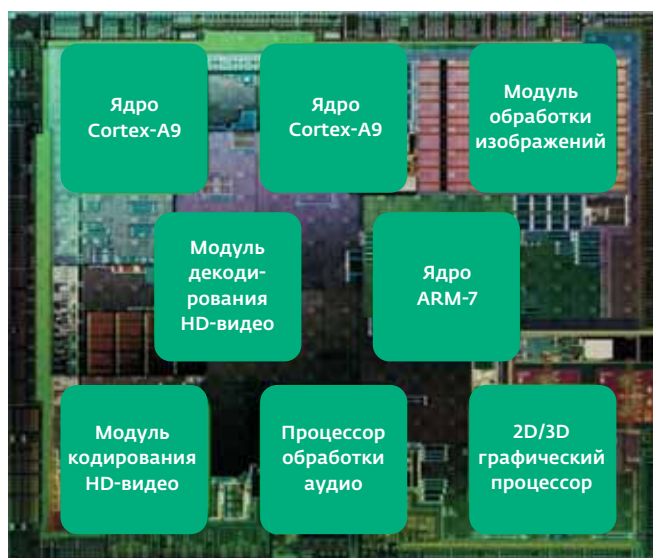 Ядро
Cortex-A9
Ядро
Cortex-A9
Модуль
обработки
изображений
Модуль
декоди-
рования
HD-видео
Ядро
ARM-7
Модуль
кодирования
HD-видео
Процессор
обработки
аудио
2D/3D
графический
процессор